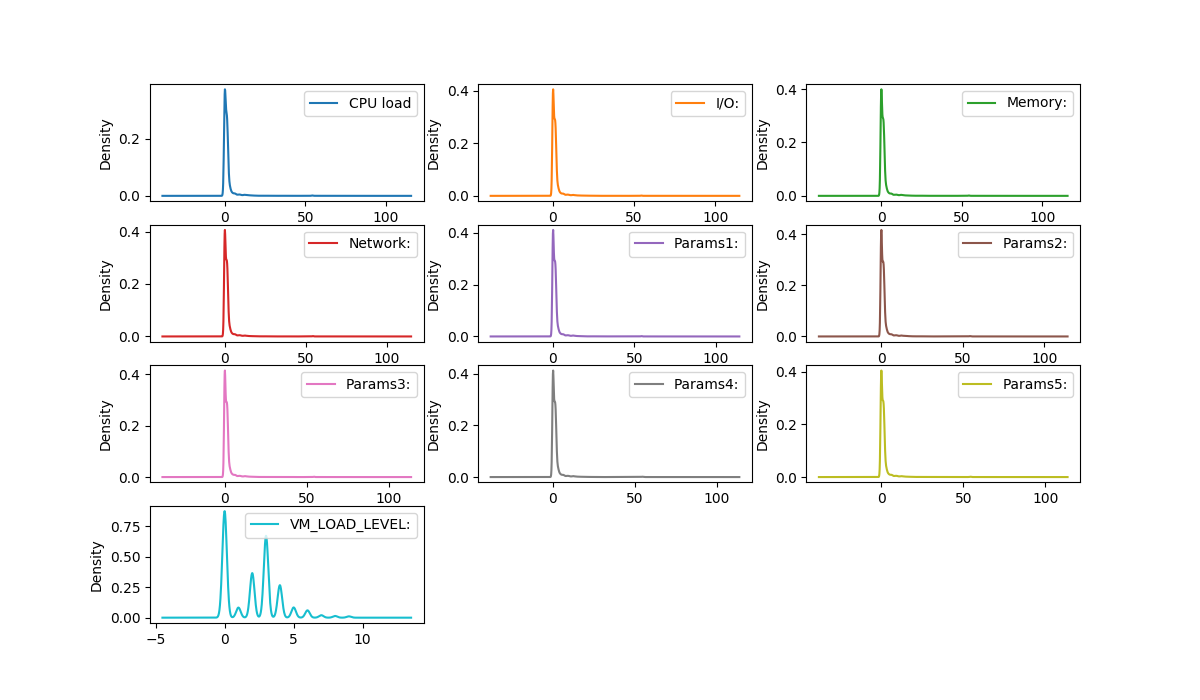 CPU load
Density
0.2
0.0
0 50 100
I/O:
Density
0.4
0.2
0.0
0 50 100
Memory:
Density
0.4
0.2
0.0
0 50 100
Network:
Density
0.4
0.2
0.0
0 50 100
Params1:
Density
0.4
0.2
0.0
0 50 100
Params2:
Density
0.4
0.2
0.0
0 50 100
Params3:
Density
0.4
0.2
0.0
0 50 100
Params4:
Density
0.4
0.2
0.0
0 50 100
Params5:
Density
0.4
0.2
0.0
0 50 100
VM_LOAD_LEVEL:
Density
0.75
0.50
0.25
0.00
−5 0 5 10